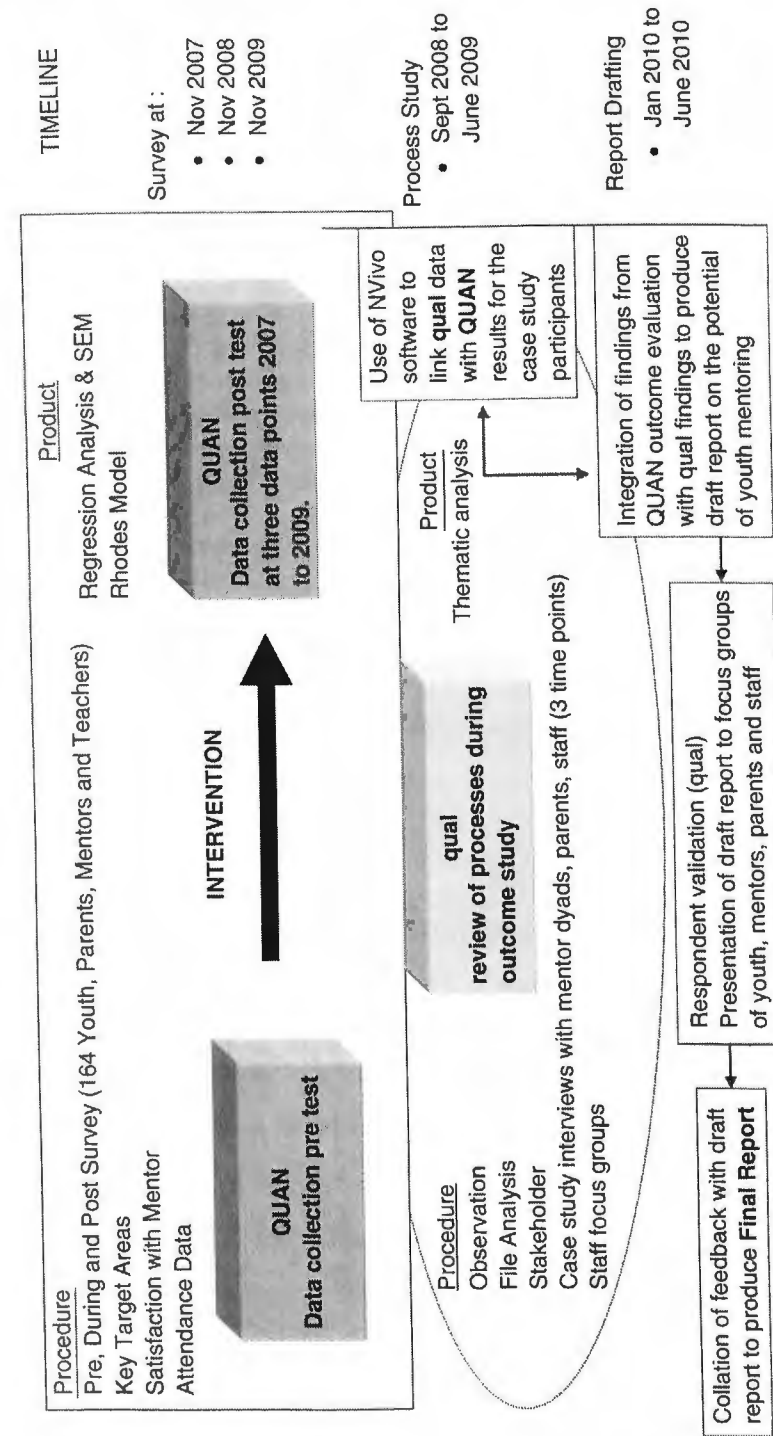 Procedure
Pre, During and Post Survey (164 Youth, Parents, Mentors and Teachers)
Key Target Areas
Satisfaction with Mentor
Attendance Data
Product
Regression Analysis & SEM
Rhodes Model
QUAN
Data collection pre test
INTERVENTION
QUAN
Data collection post test
at three data points 2007
to 2009.
TIMELINE
Survey at :
• Nov 2007
• Nov 2008
• Nov 2009
Procedure
Observation
File Analysis
Stakeholder
Case study interviews with mentor dyads, parents, staff (3 time points)
Staff focus groups
qual
review of processes during
outcome study
Product
Thematic analysis
Use of NVivo
software to
link qual data
with QUAN
results for the
case study
participants
Process Study
• Sept 2008 to
June 2009
Integration of findings from
QUAN outcome evaluation
with qual findings to produce
draft report on the potential
of youth mentoring
Report Drafting
• Jan 2010 to
June 2010
Respondent validation (qual)
Presentation of draft report to focus groups
of youth, mentors, parents and staff
Collation of feedback with draft
report to produce Final Report